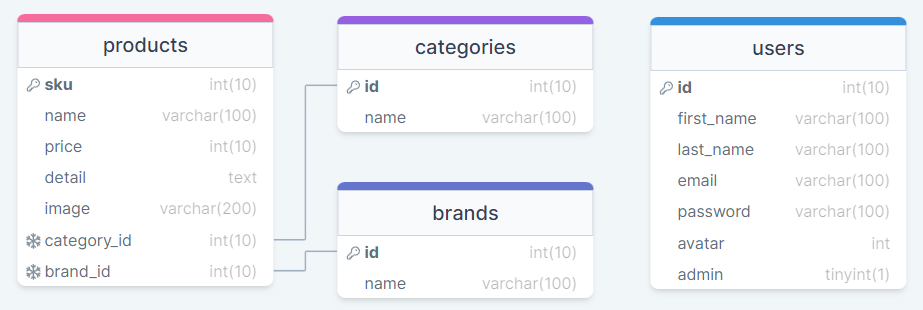 products
sku int(10)
name varchar(100)
price int(10)
detail text
image varchar(200)
category_id int(10)
brand_id int(10)
categories
id int(10)
name varchar(100)
brands
id int(10)
name varchar(100)
users
id int(10)
first_name varchar(100)
last_name varchar(100)
email varchar(100)
password varchar(100)
avatar int
admin tinyint(1)